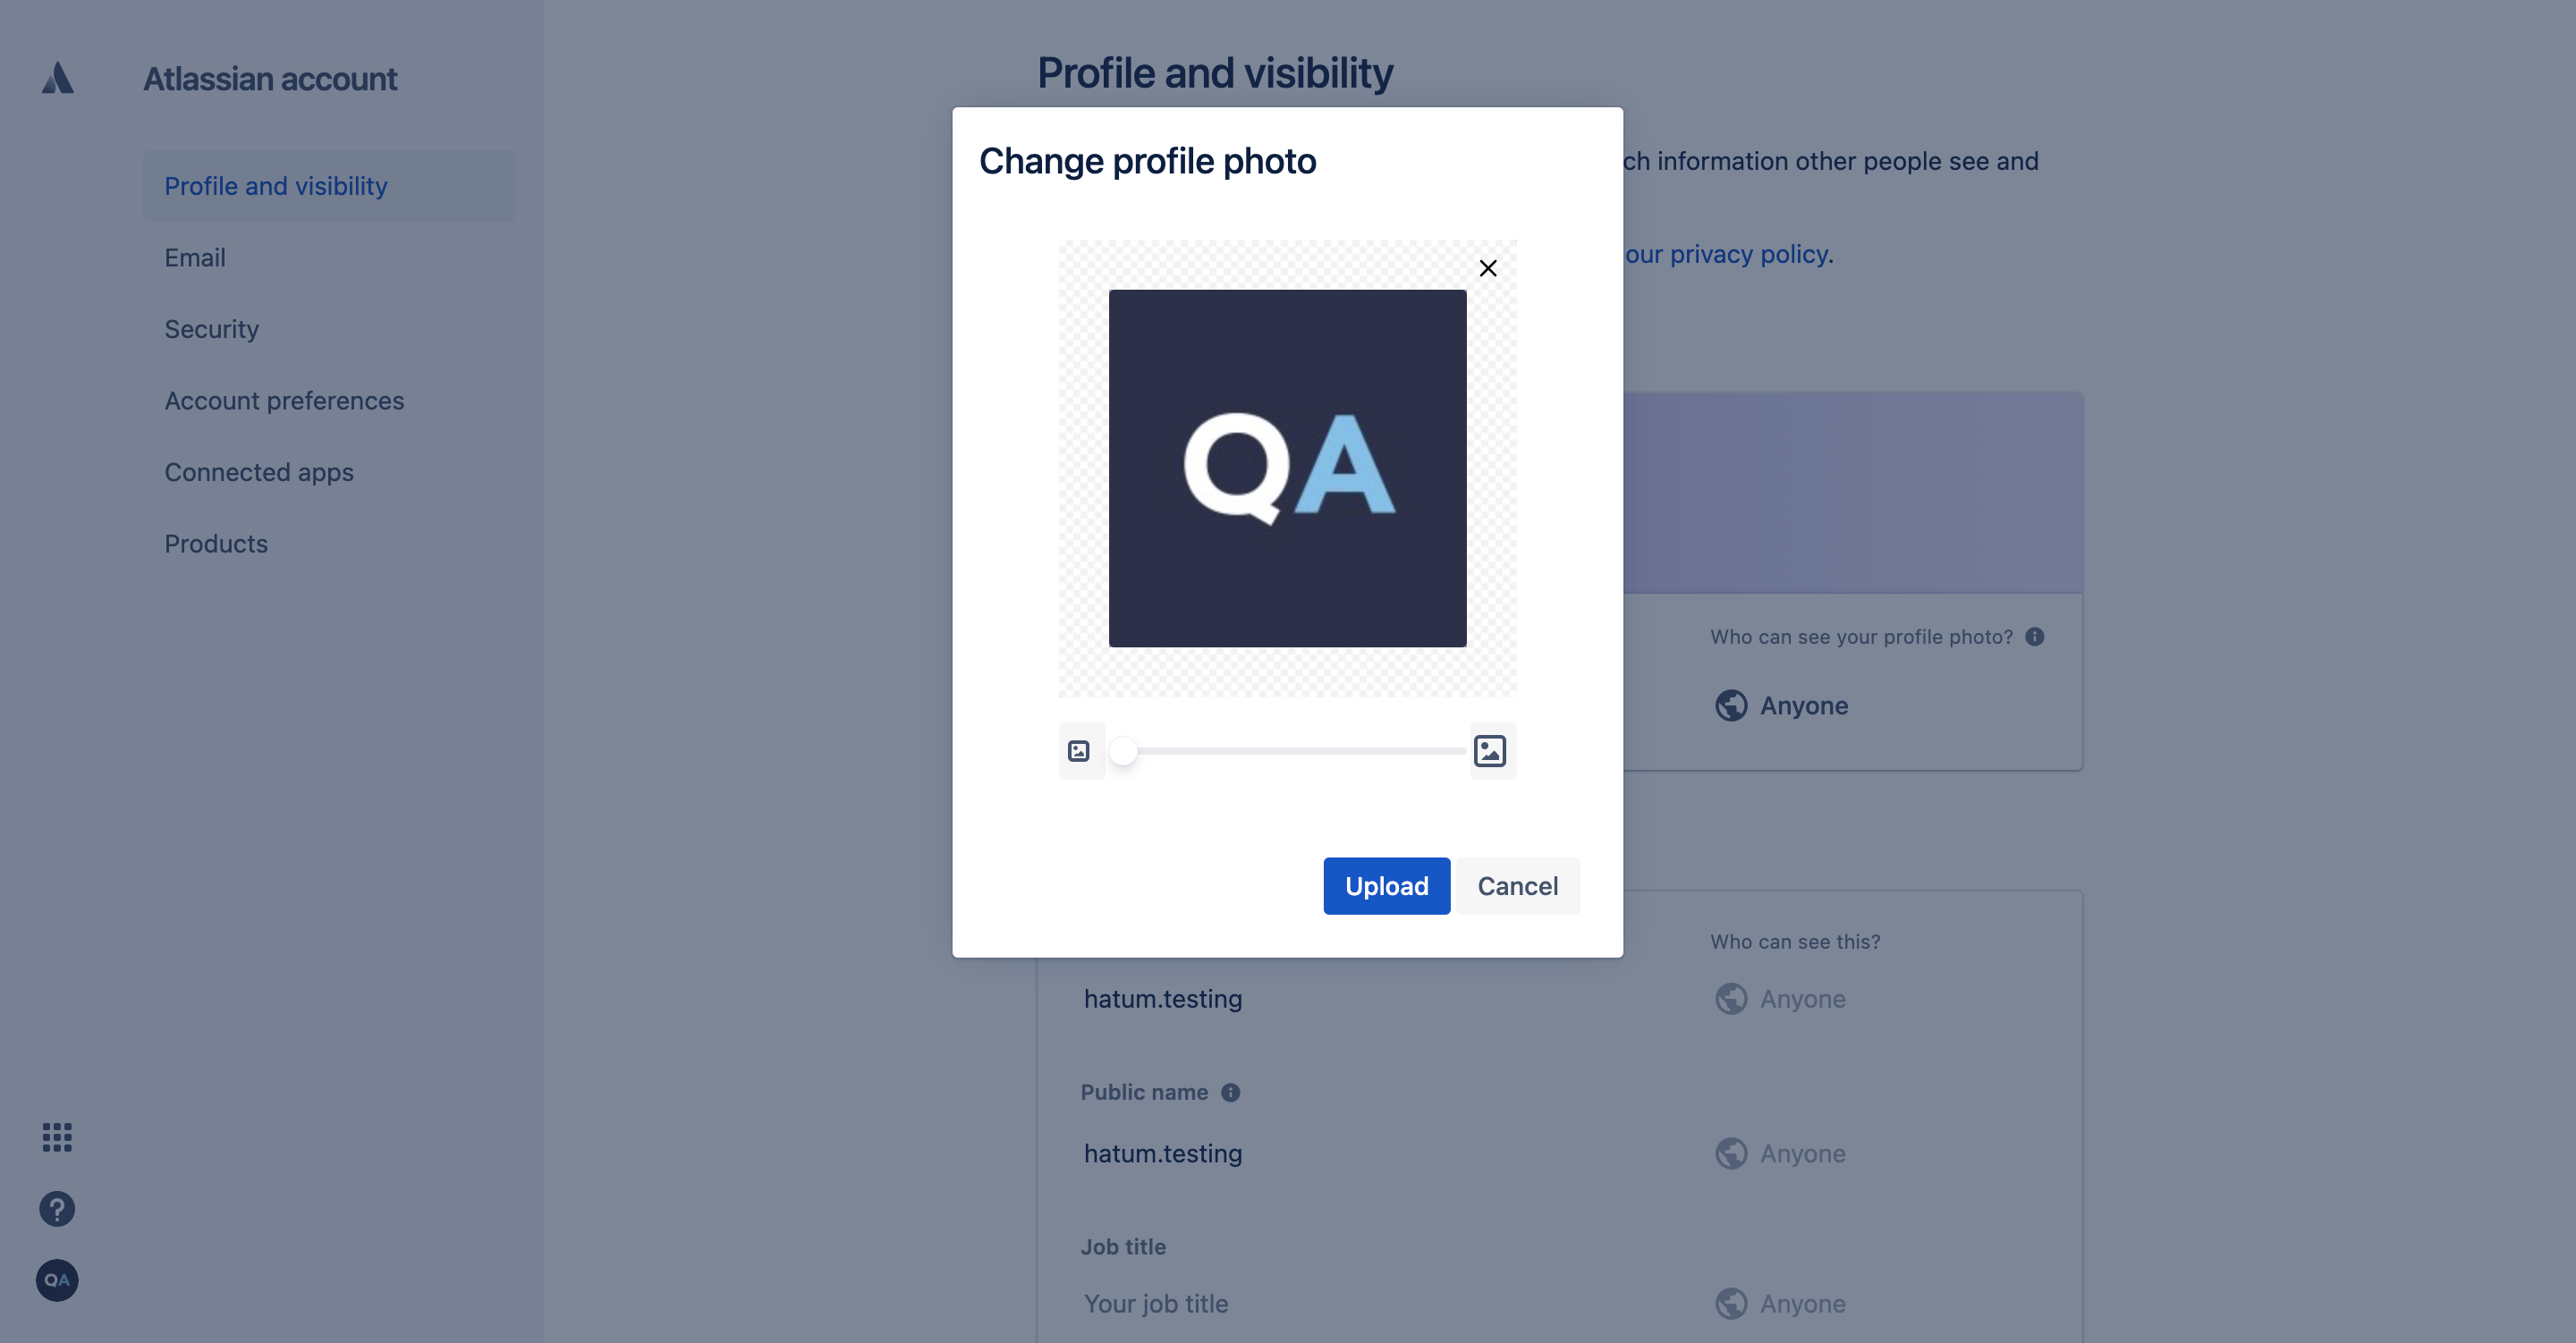 Atlassian account
Profile and visibility
Email
Security
Account preferences
Connected apps
Products
QA
Profile and visibility
ch information other people see and
our privacy policy.
Who can see your profile photo?
Anyone
Change profile photo
QA
Upload
Cancel
Who can see this?
hatum.testing
Anyone
Public name
hatum.testing
Anyone
Job title
Your job title
Anyone